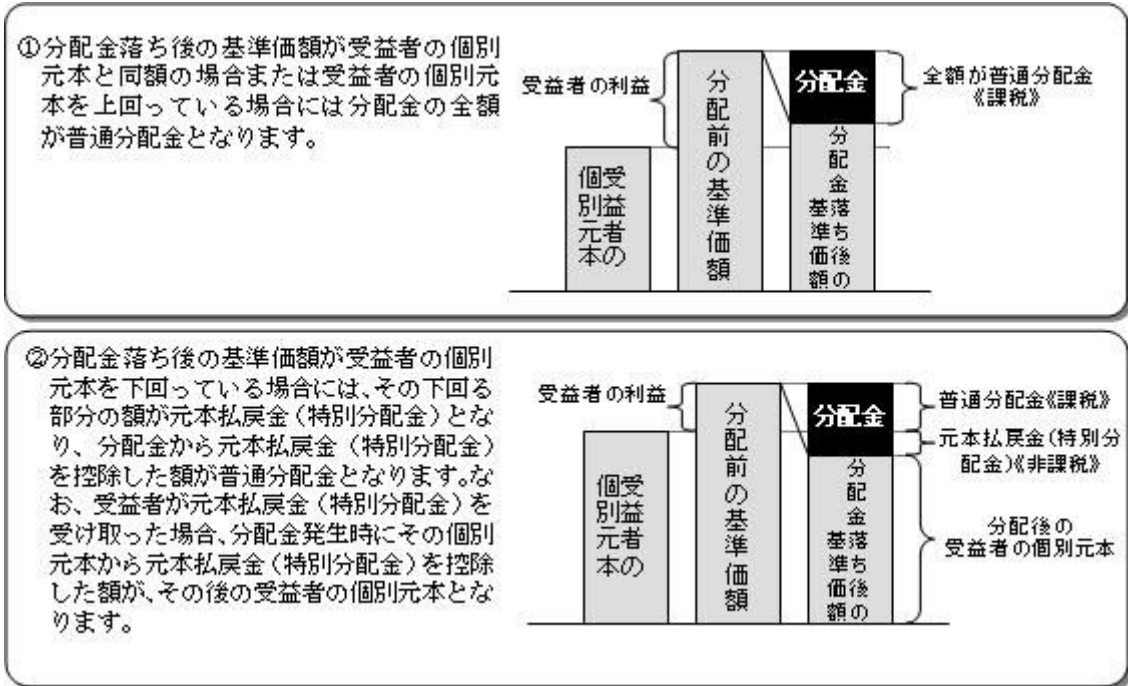 ①分配金落ち後の基準価額が受益者の個別
元本と同額の場合または受益者の個別元
本を上回っている場合には分配金の全額
が普通分配金となります。
受益者の利益
受益者の
個別元本
分配前の基準価額
分配金
分配金落ち後の
基準価額
全額が普通分配金
《課税》
②分配金落ち後の基準価額が受益者の個別
元本を下回っている場合には、その下回る
部分の額が元本払戻金(特別分配金)とな
り、分配金から元本払戻金(特別分配金)
を控除した額が普通分配金となります。な
お、受益者が元本払戻金(特別分配金)を
受け取った場合、分配金発生時にその個別
元本から元本払戻金(特別分配金)を控除
した額が、その後の受益者の個別元本とな
ります。
受益者の利益
受益者の
個別元本
分配前の基準価額
分配金
分配金落ち後の
基準価額
普通分配金《課税》
元本払戻金(特別分
配金)《非課税》
分配後の
受益者の個別元本